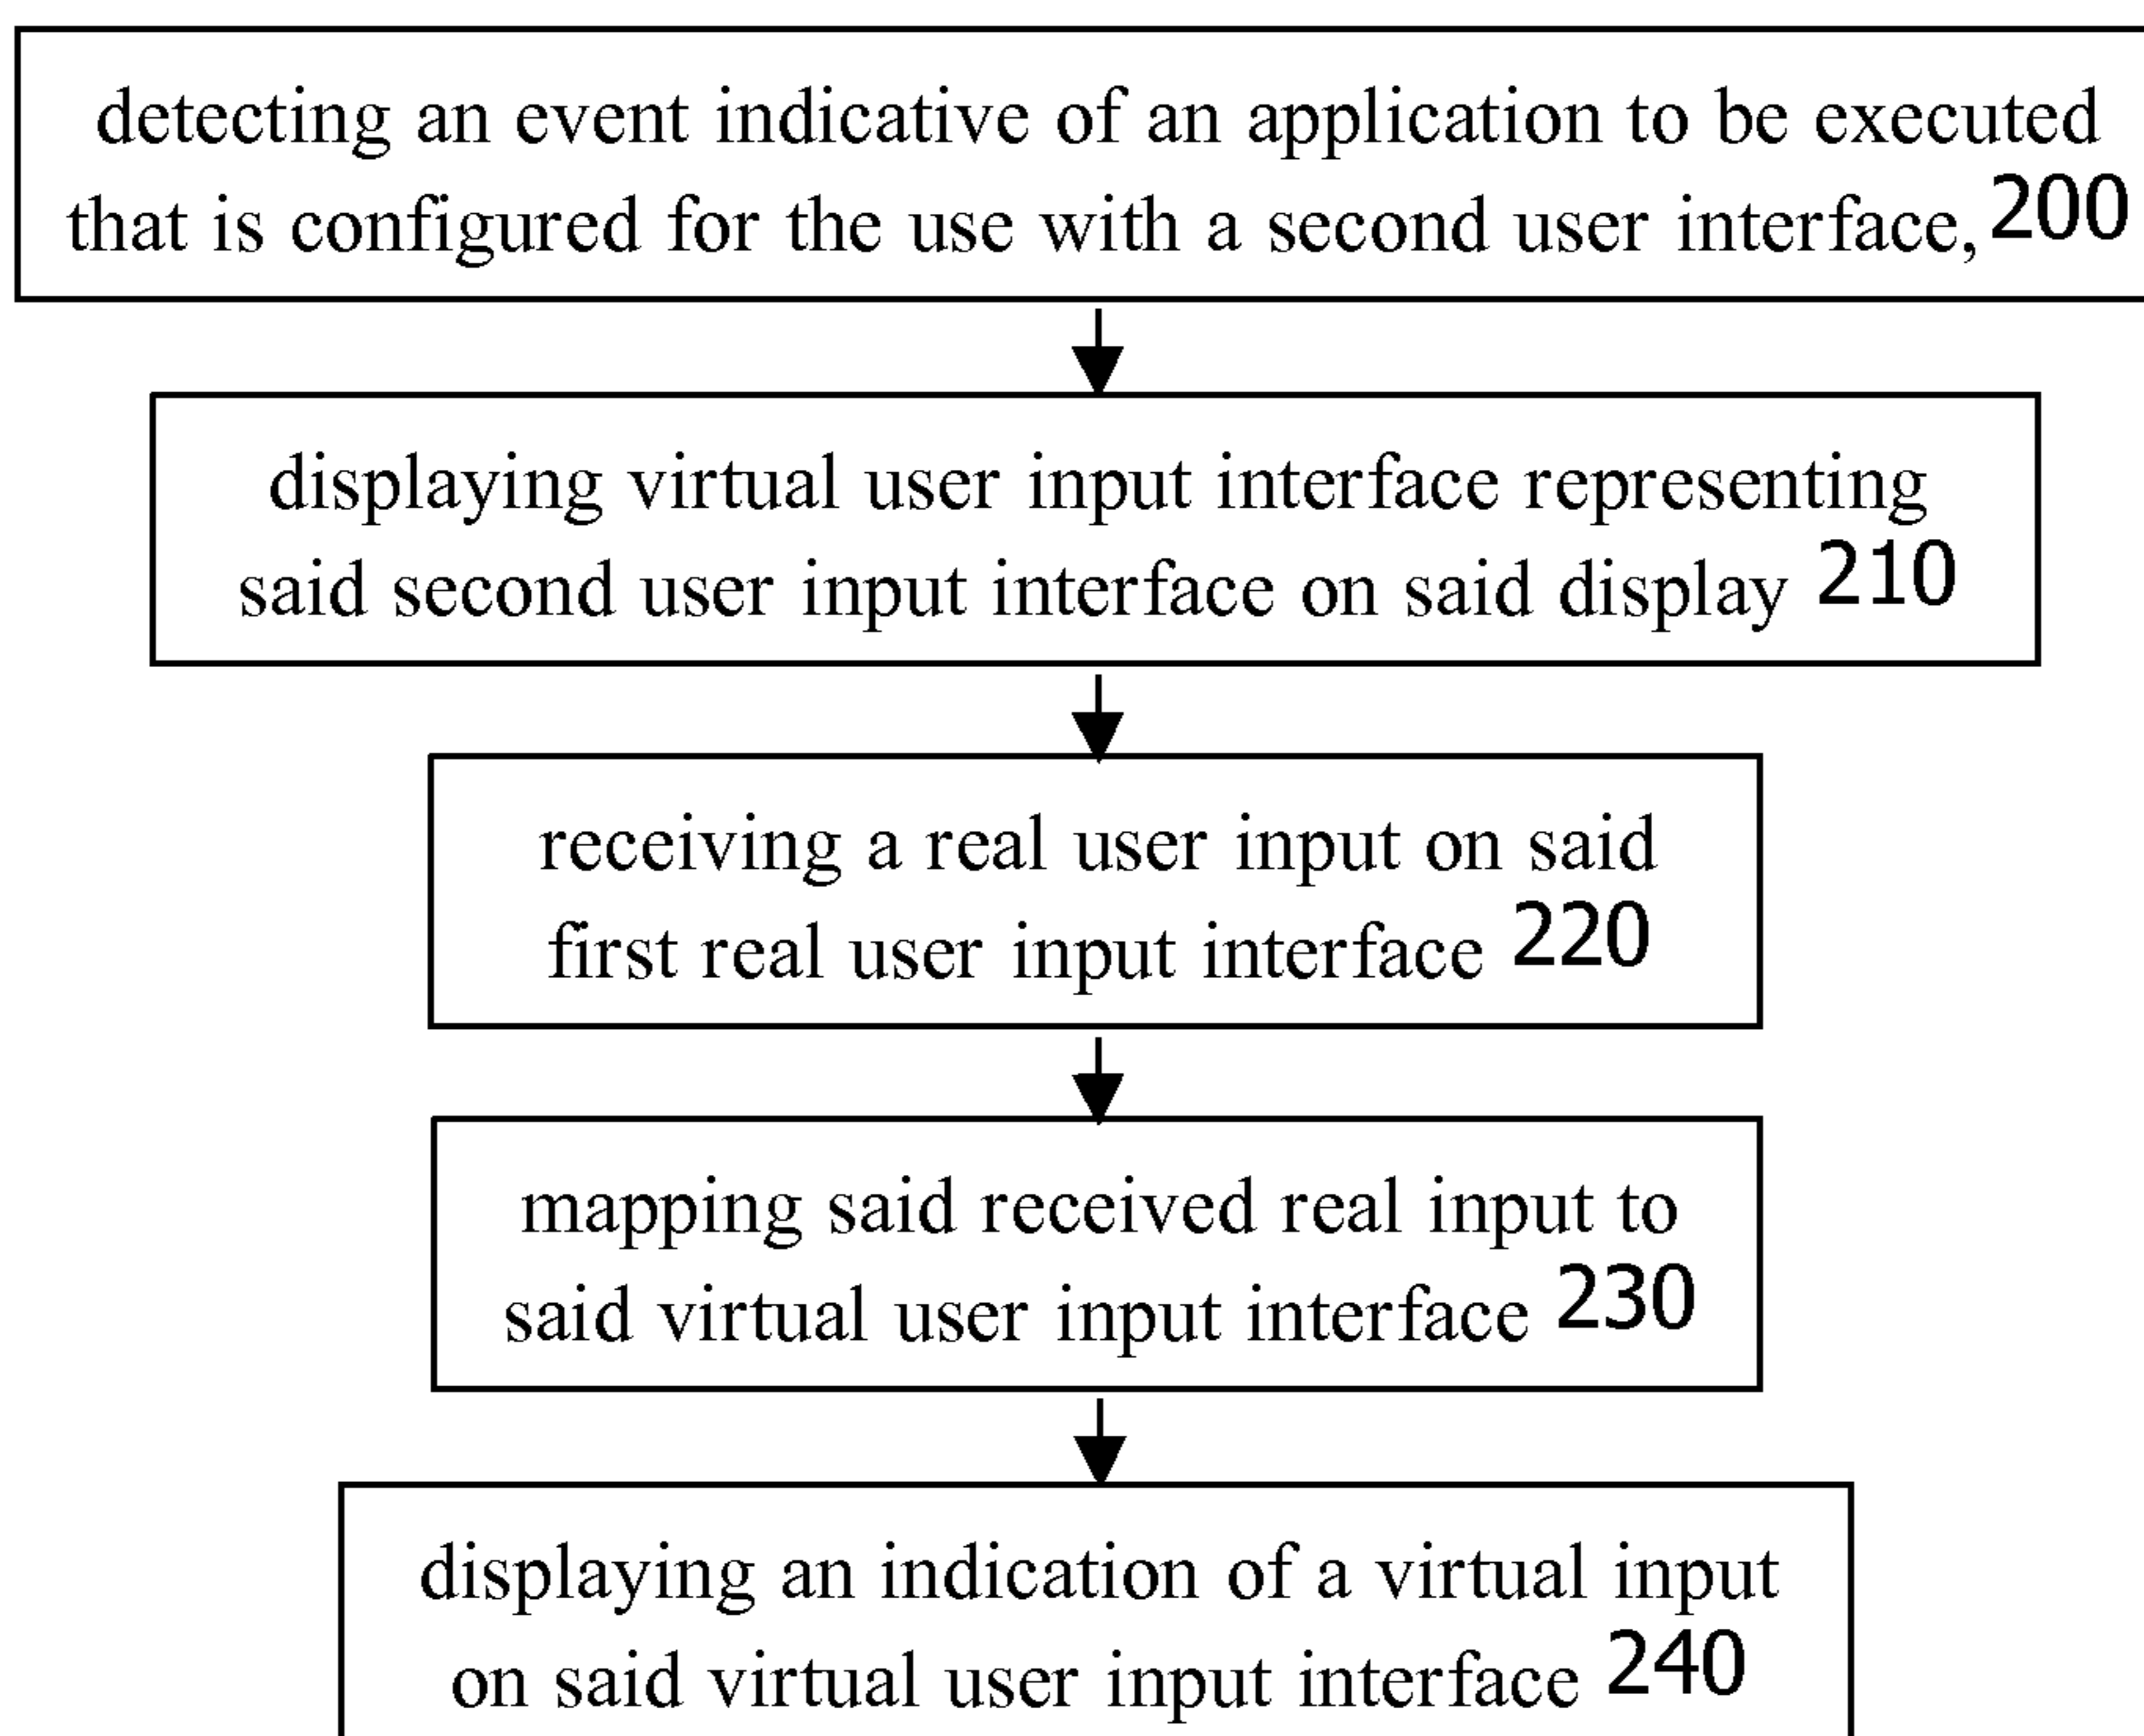 detecting an event indicative of an application to be executed
that is configured for the use with a second user interface, 200
displaying virtual user input interface representing
said second user input interface on said display 210
receiving a real user input on said
first real user input interface 220
mapping said received real input to
said virtual user input interface 230
displaying an indication of a virtual input
on said virtual user input interface 240